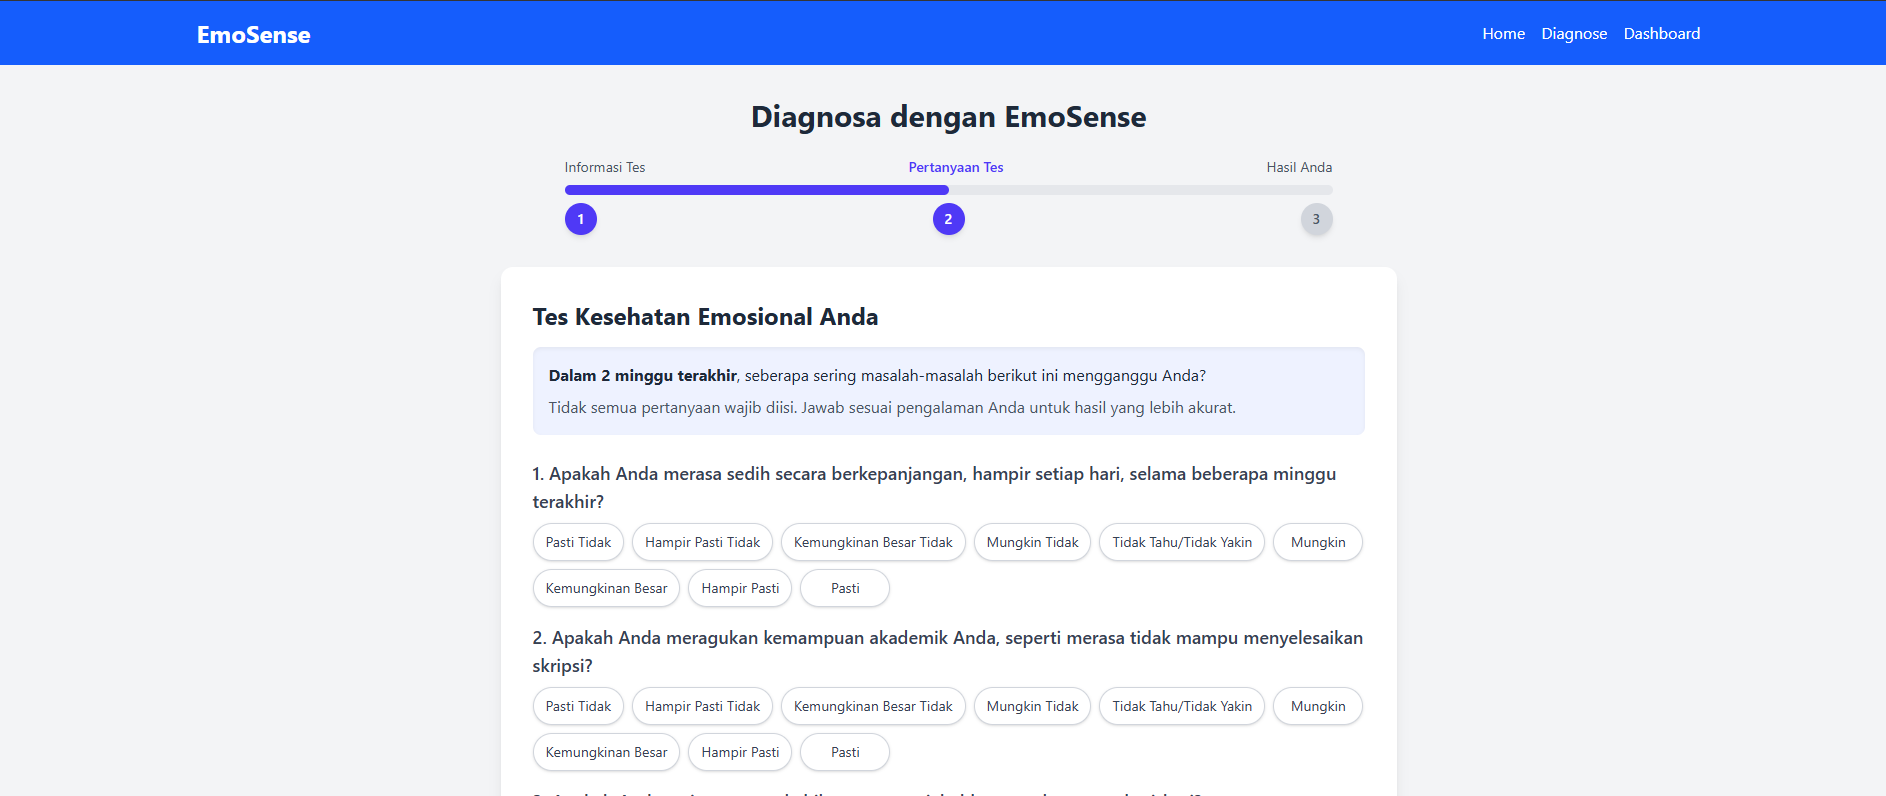 EmoSense
Home Diagnose Dashboard
Diagnosa dengan EmoSense
Informasi Tes Pertanyaan Tes Hasil Anda
1 2 3
Tes Kesehatan Emosional Anda
Dalam 2 minggu terakhir, seberapa sering masalah-masalah berikut ini mengganggu Anda?
Tidak semua pertanyaan wajib diisi. Jawab sesuai pengalaman Anda untuk hasil yang lebih akurat.
1. Apakah Anda merasa sedih secara berkepanjangan, hampir setiap hari, selama beberapa minggu
terakhir?
Pasti Tidak Hampir Pasti Tidak Kemungkinan Besar Tidak Mungkin Tidak Tidak Tahu/Tidak Yakin Mungkin
Kemungkinan Besar Hampir Pasti Pasti
2. Apakah Anda meragukan kemampuan akademik Anda, seperti merasa tidak mampu menyelesaikan
skripsi?
Pasti Tidak Hampir Pasti Tidak Kemungkinan Besar Tidak Mungkin Tidak Tidak Tahu/Tidak Yakin Mungkin
Kemungkinan Besar Hampir Pasti Pasti